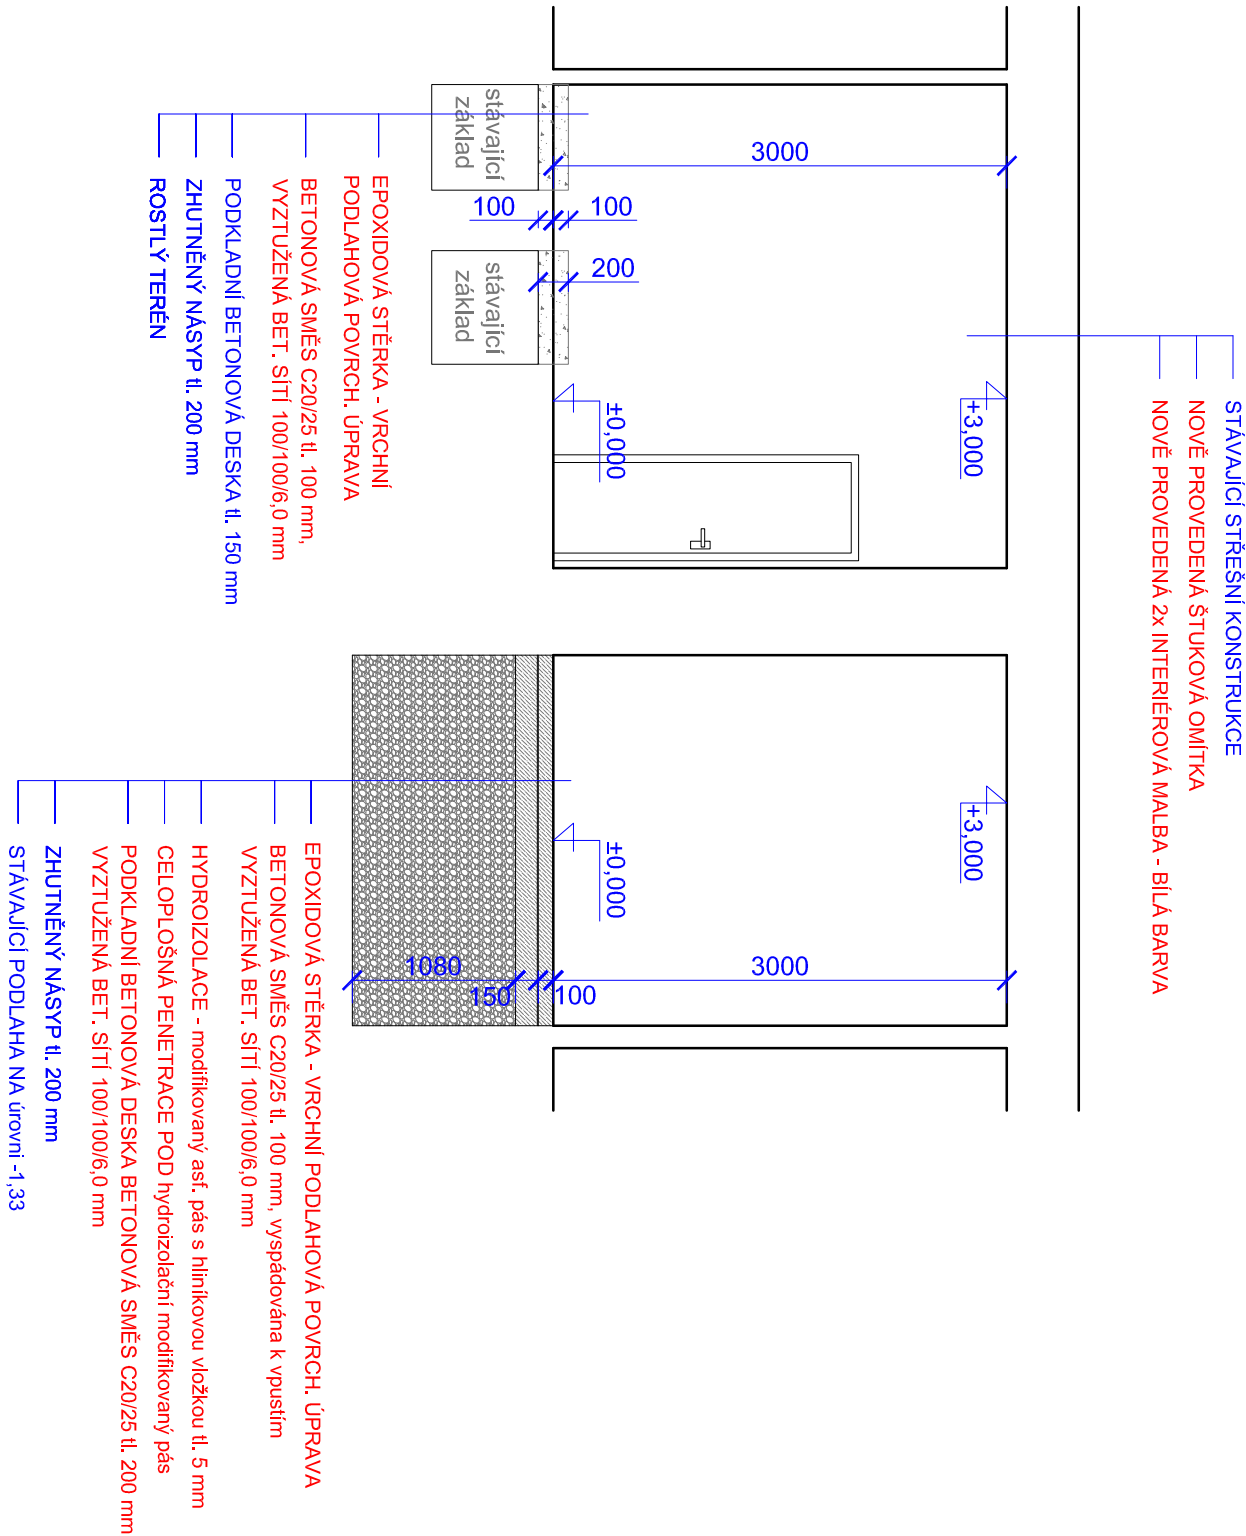 STÁVAJÍCÍ STŘEŠNÍ KONSTRUKCE
NOVĚ PROVEDENÁ ŠTUKOVÁ OMÍTKA
NOVĚ PROVEDENÁ 2x INTERIÉROVÁ MALBA - BÍLÁ BARVA
+3,000
+3,000
3000
3000
±0,000
±0,000
100
100
200
stávající
základ
stávající
základ
100
150
1080
EPOXIDOVÁ STĚRKA - VRCHNÍ
PODLAHOVÁ POVRCH. ÚPRAVA
BETONOVÁ SMĚS C20/25 tl. 100 mm,
VYZTUŽENÁ BET. SÍTÍ 100/100/6,0 mm
PODKLADNÍ BETONOVÁ DESKA tl. 150 mm
ZHUTNĚNÝ NÁSYP tl. 200 mm
ROSTLÝ TERÉN
EPOXIDOVÁ STĚRKA - VRCHNÍ PODLAHOVÁ POVRCH. ÚPRAVA
BETONOVÁ SMĚS C20/25 tl. 100 mm, vyspádována k vpustím
VYZTUŽENÁ BET. SÍTÍ 100/100/6,0 mm
HYDROIZOLACE - modifikovaný asf. pás s hliníkovou vložkou tl. 5 mm
CELOPLOŠNÁ PENETRACE POD hydroizolační modifikovaný pás
PODKLADNÍ BETONOVÁ DESKA BETONOVÁ SMĚS C20/25 tl. 200 mm
VYZTUŽENÁ BET. SÍTÍ 100/100/6,0 mm
ZHUTNĚNÝ NÁSYP tl. 200 mm
STÁVAJÍCÍ PODLAHA NA úrovni -1,33